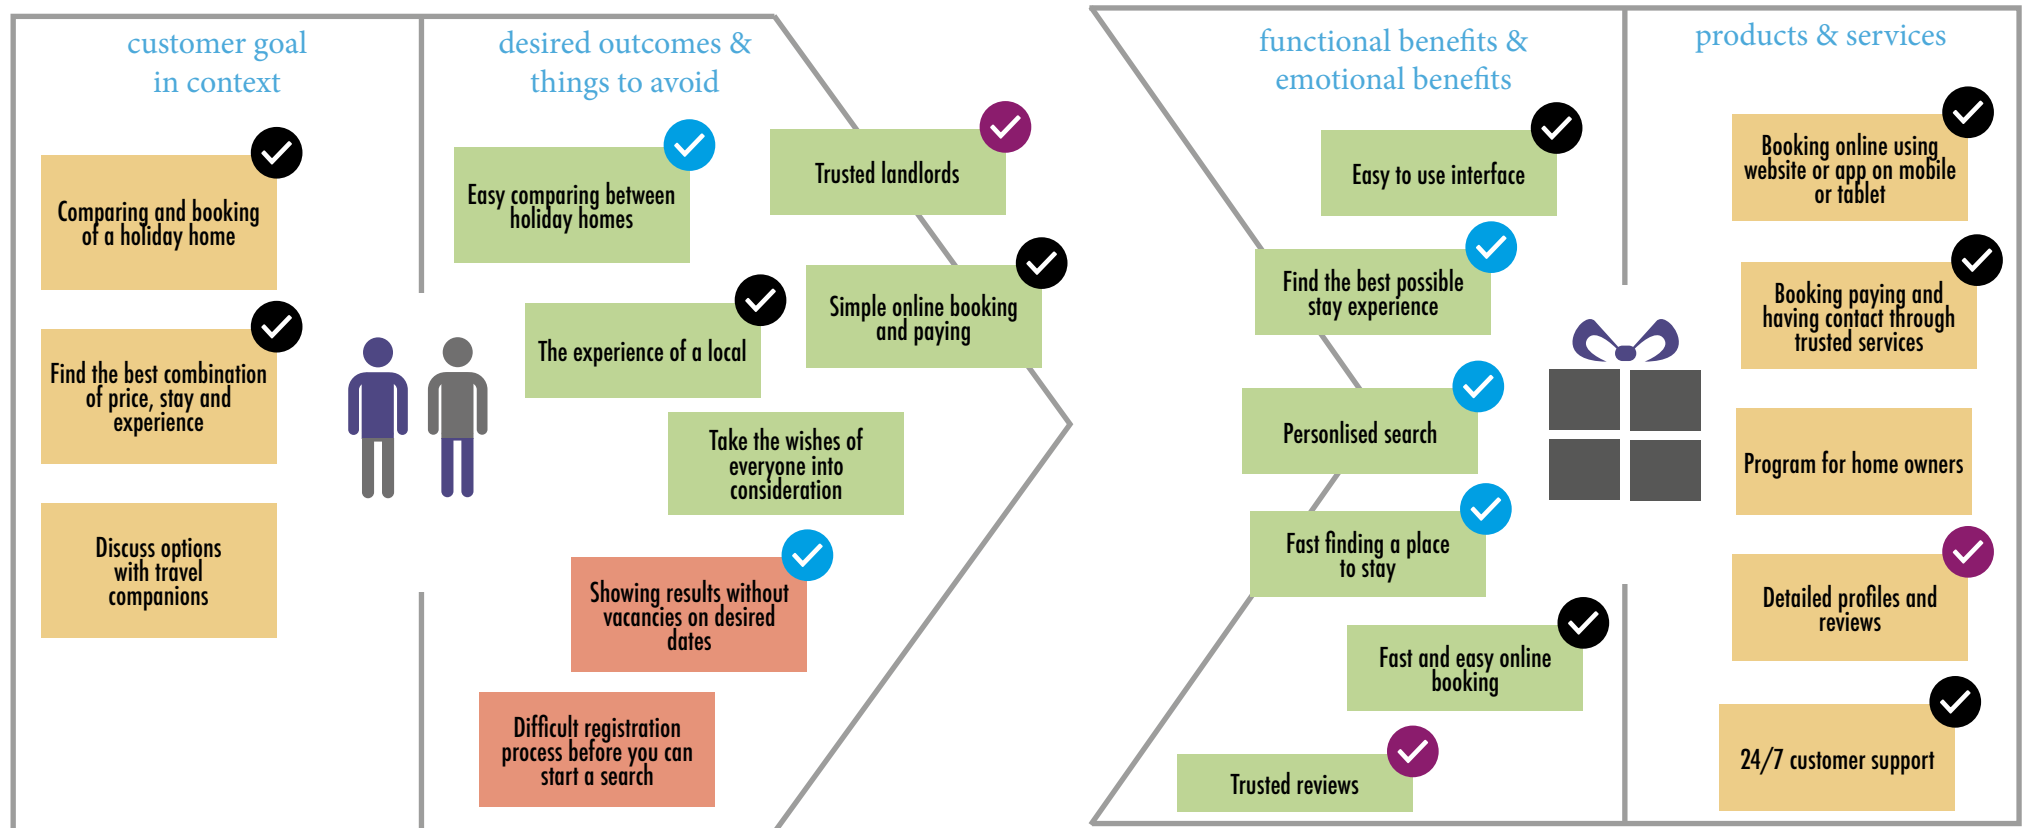 customer goal
in context
Comparing and booking
of a holiday home
Find the best combination
of price, stay and
experience
Discuss options
with travel
companions
desired outcomes &
things to avoid
Easy comparing between
holiday homes
Trusted landlords
The experience of a local
Simple online booking
and paying
Take the wishes of
everyone into
consideration
Showing results without
vacancies on desired
dates
Difficult registration
process before you can
start a search
functional benefits &
emotional benefits
Easy to use interface
Find the best possible
stay experience
Personlised search
Fast finding a place
to stay
Fast and easy online
booking
Trusted reviews
products & services
Booking online using
website or app on mobile
or tablet
Booking paying and
having contact through
trusted services
Program for home owners
Detailed profiles and
reviews
24/7 customer support